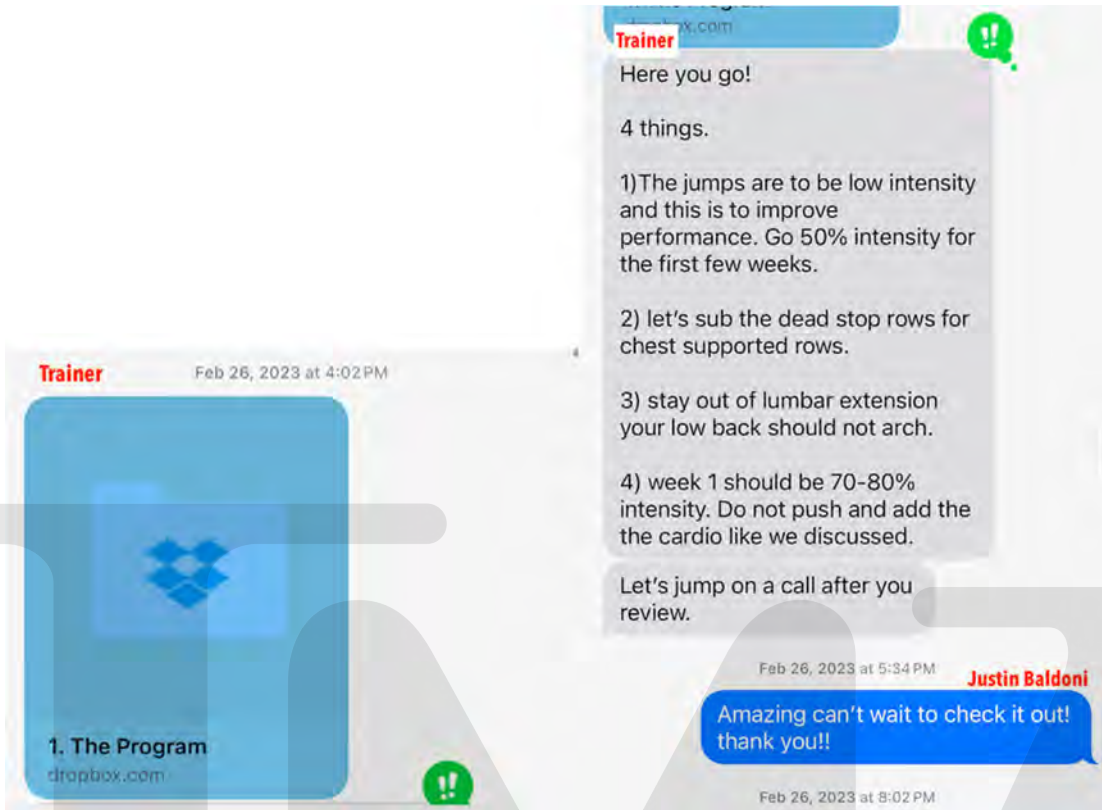 Trainer
Feb 26, 2023 at 4:02 PM
1. The Program
dropbox.com
!!
Trainer
!!
Here you go!
4 things.
1)The jumps are to be low intensity
and this is to improve
performance. Go 50% intensity for
the first few weeks.
2) let's sub the dead stop rows for
chest supported rows.
3) stay out of lumbar extension
your low back should not arch.
4) week 1 should be 70-80%
intensity. Do not push and add the
the cardio like we discussed.
Let's jump on a call after you
review.
Feb 26, 2023 at 5:34 PM
Justin Baldoni
Amazing can't wait to check it out!
thank you!!
Feb 26, 2023 at 8:02 PM